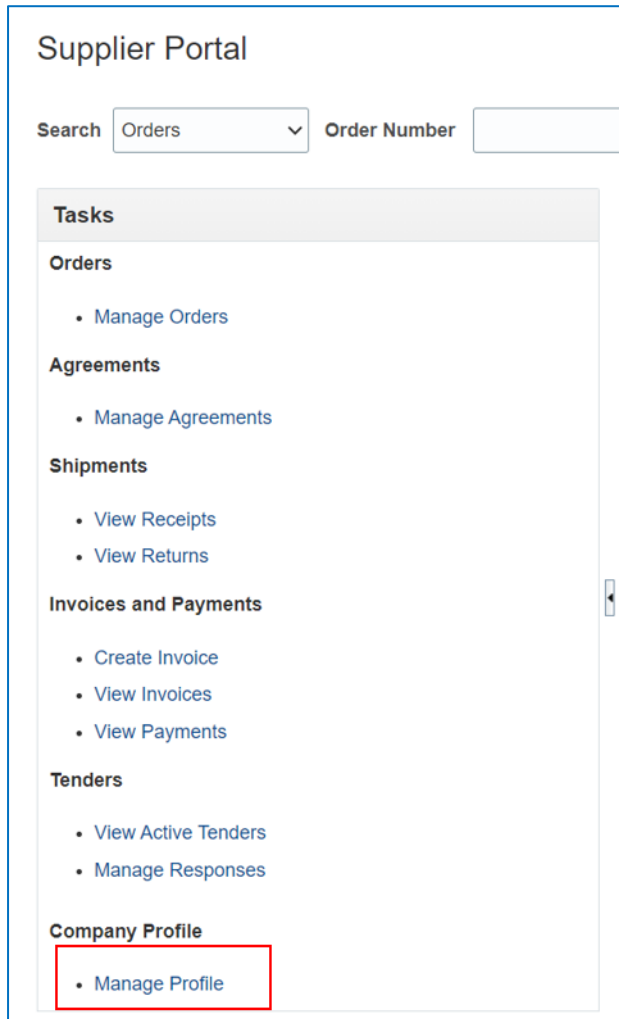 Supplier Portal
Search Orders Order Number
Tasks
Orders
• Manage Orders
Agreements
• Manage Agreements
Shipments
• View Receipts
• View Returns
Invoices and Payments
• Create Invoice
• View Invoices
• View Payments
Tenders
• View Active Tenders
• Manage Responses
Company Profile
• Manage Profile